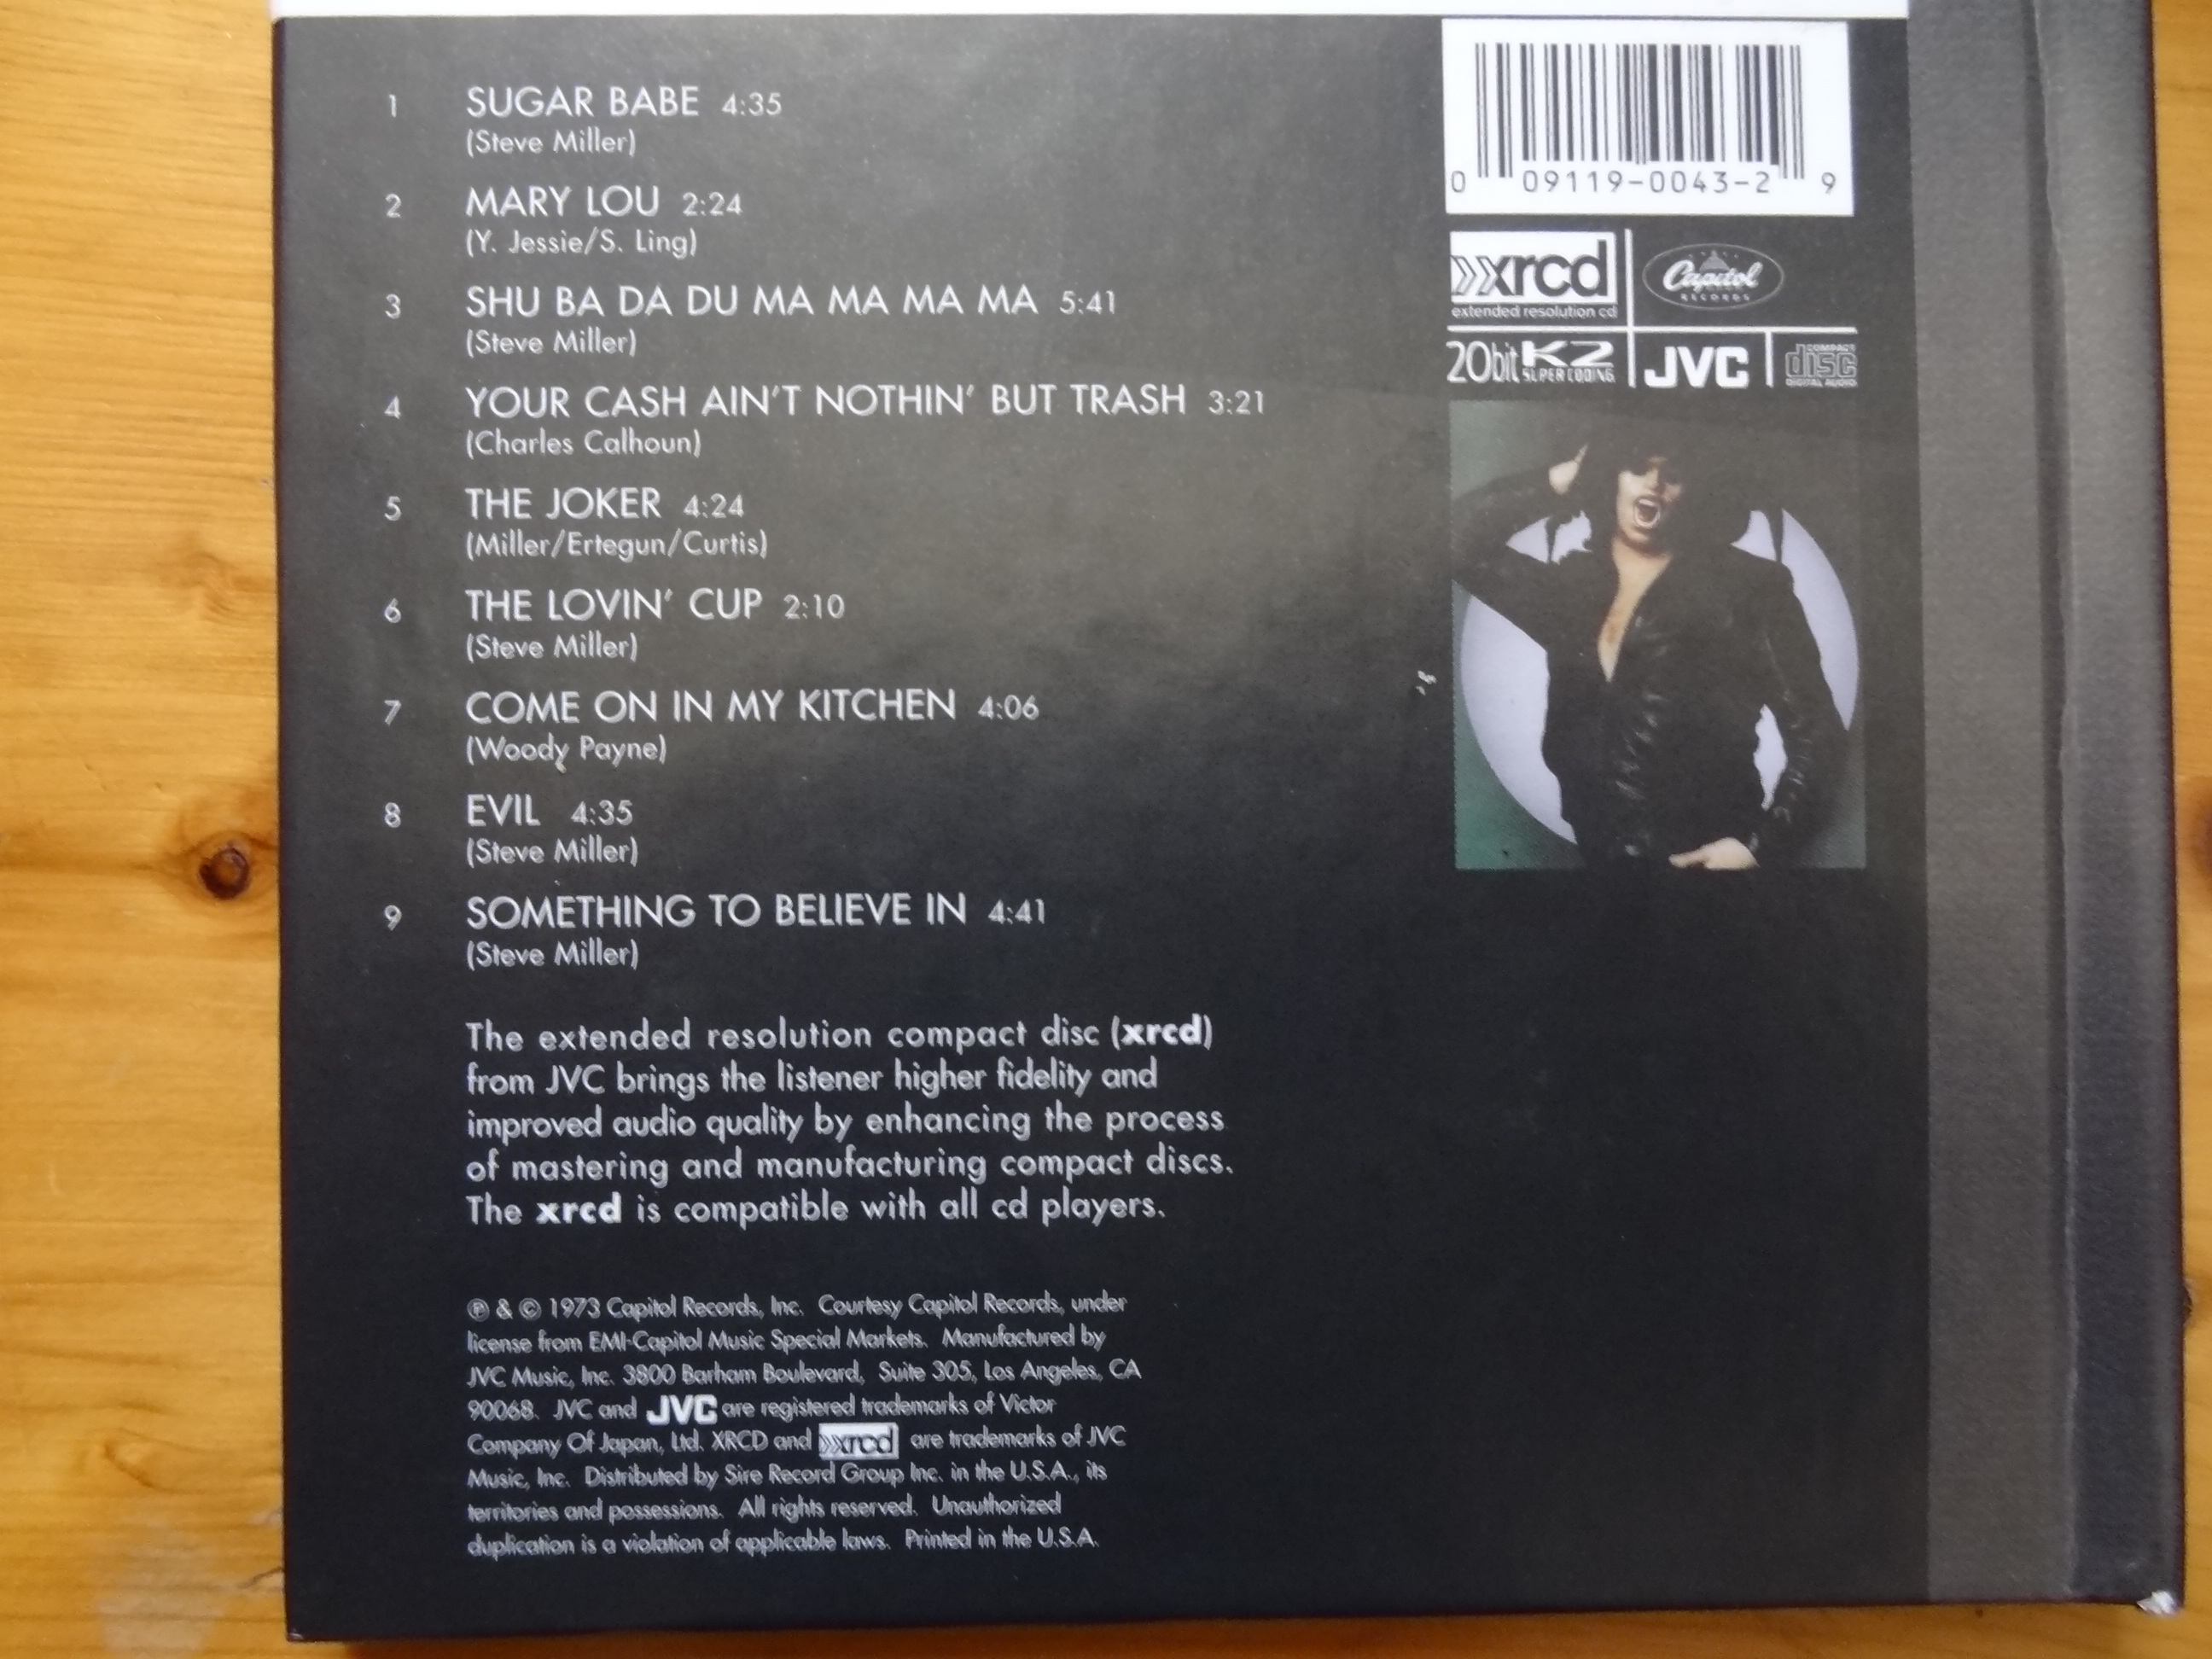 1 SUGAR BABE 4:35
(Steve Miller)
2 MARY LOU 2:24
(Y. Jessie/S. Ling)
3 SHU BA DA DU MA MA MA MA 5:41
(Steve Miller)
4 YOUR CASH AIN'T NOTHIN' BUT TRASH 3:21
(Charles Calhoun)
5 THE JOKER 4:24
(Miller/Ertegun/Curtis)
6 THE LOVIN' CUP 2:10
(Steve Miller)
7 COME ON IN MY KITCHEN 4:06
(Woody Payne)
8 EVIL 4:35
(Steve Miller)
9 SOMETHING TO BELIEVE IN 4:41
(Steve Miller)
The extended resolution compact disc (xrcd)
from JVC brings the listener higher fidelity and
improved audio quality by enhancing the process
of mastering and manufacturing compact discs.
The xrcd is compatible with all cd players.
℗ & © 1973 Capitol Records, Inc. Courtesy Capitol Records, under
license from EMI-Capitol Music Special Markets. Manufactured by
JVC Music, Inc. 3800 Barham Boulevard, Suite 305, Los Angeles, CA
90068. JVC and JVC are registered trademarks of Victor
Company Of Japan, Ltd. XRCD and xrcd are trademarks of JVC
Music, Inc. Distributed by Sire Record Group Inc. in the U.S.A., its
territories and possessions. All rights reserved. Unauthorized
duplication is a violation of applicable laws. Printed in the U.S.A.
0 09119-0043-2 9
xrcd
extended resolution cd
Capitol
RECORDS
20bit K2
SUPER CODING
JVC
COMPACT
disc
DIGITAL AUDIO